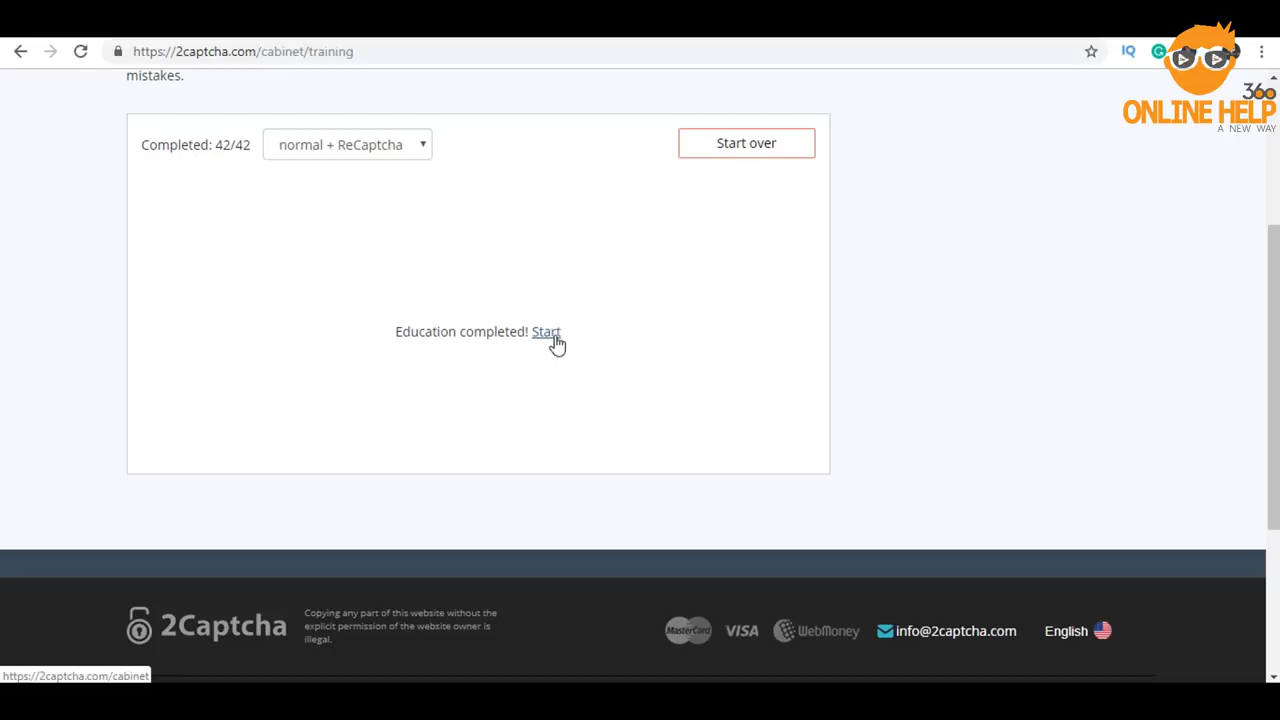 https://2captcha.com/cabinet/training
IQ
360
ONLINE HELP
A NEW WAY
mistakes.
Completed: 42/42
normal + ReCaptcha
Start over
Education completed! Start
2Captcha
Copying any part of this website without the
explicit permission of the website owner is
illegal.
MasterCard
VISA
WebMoney
info@2captcha.com
English
https://2captcha.com/cabinet